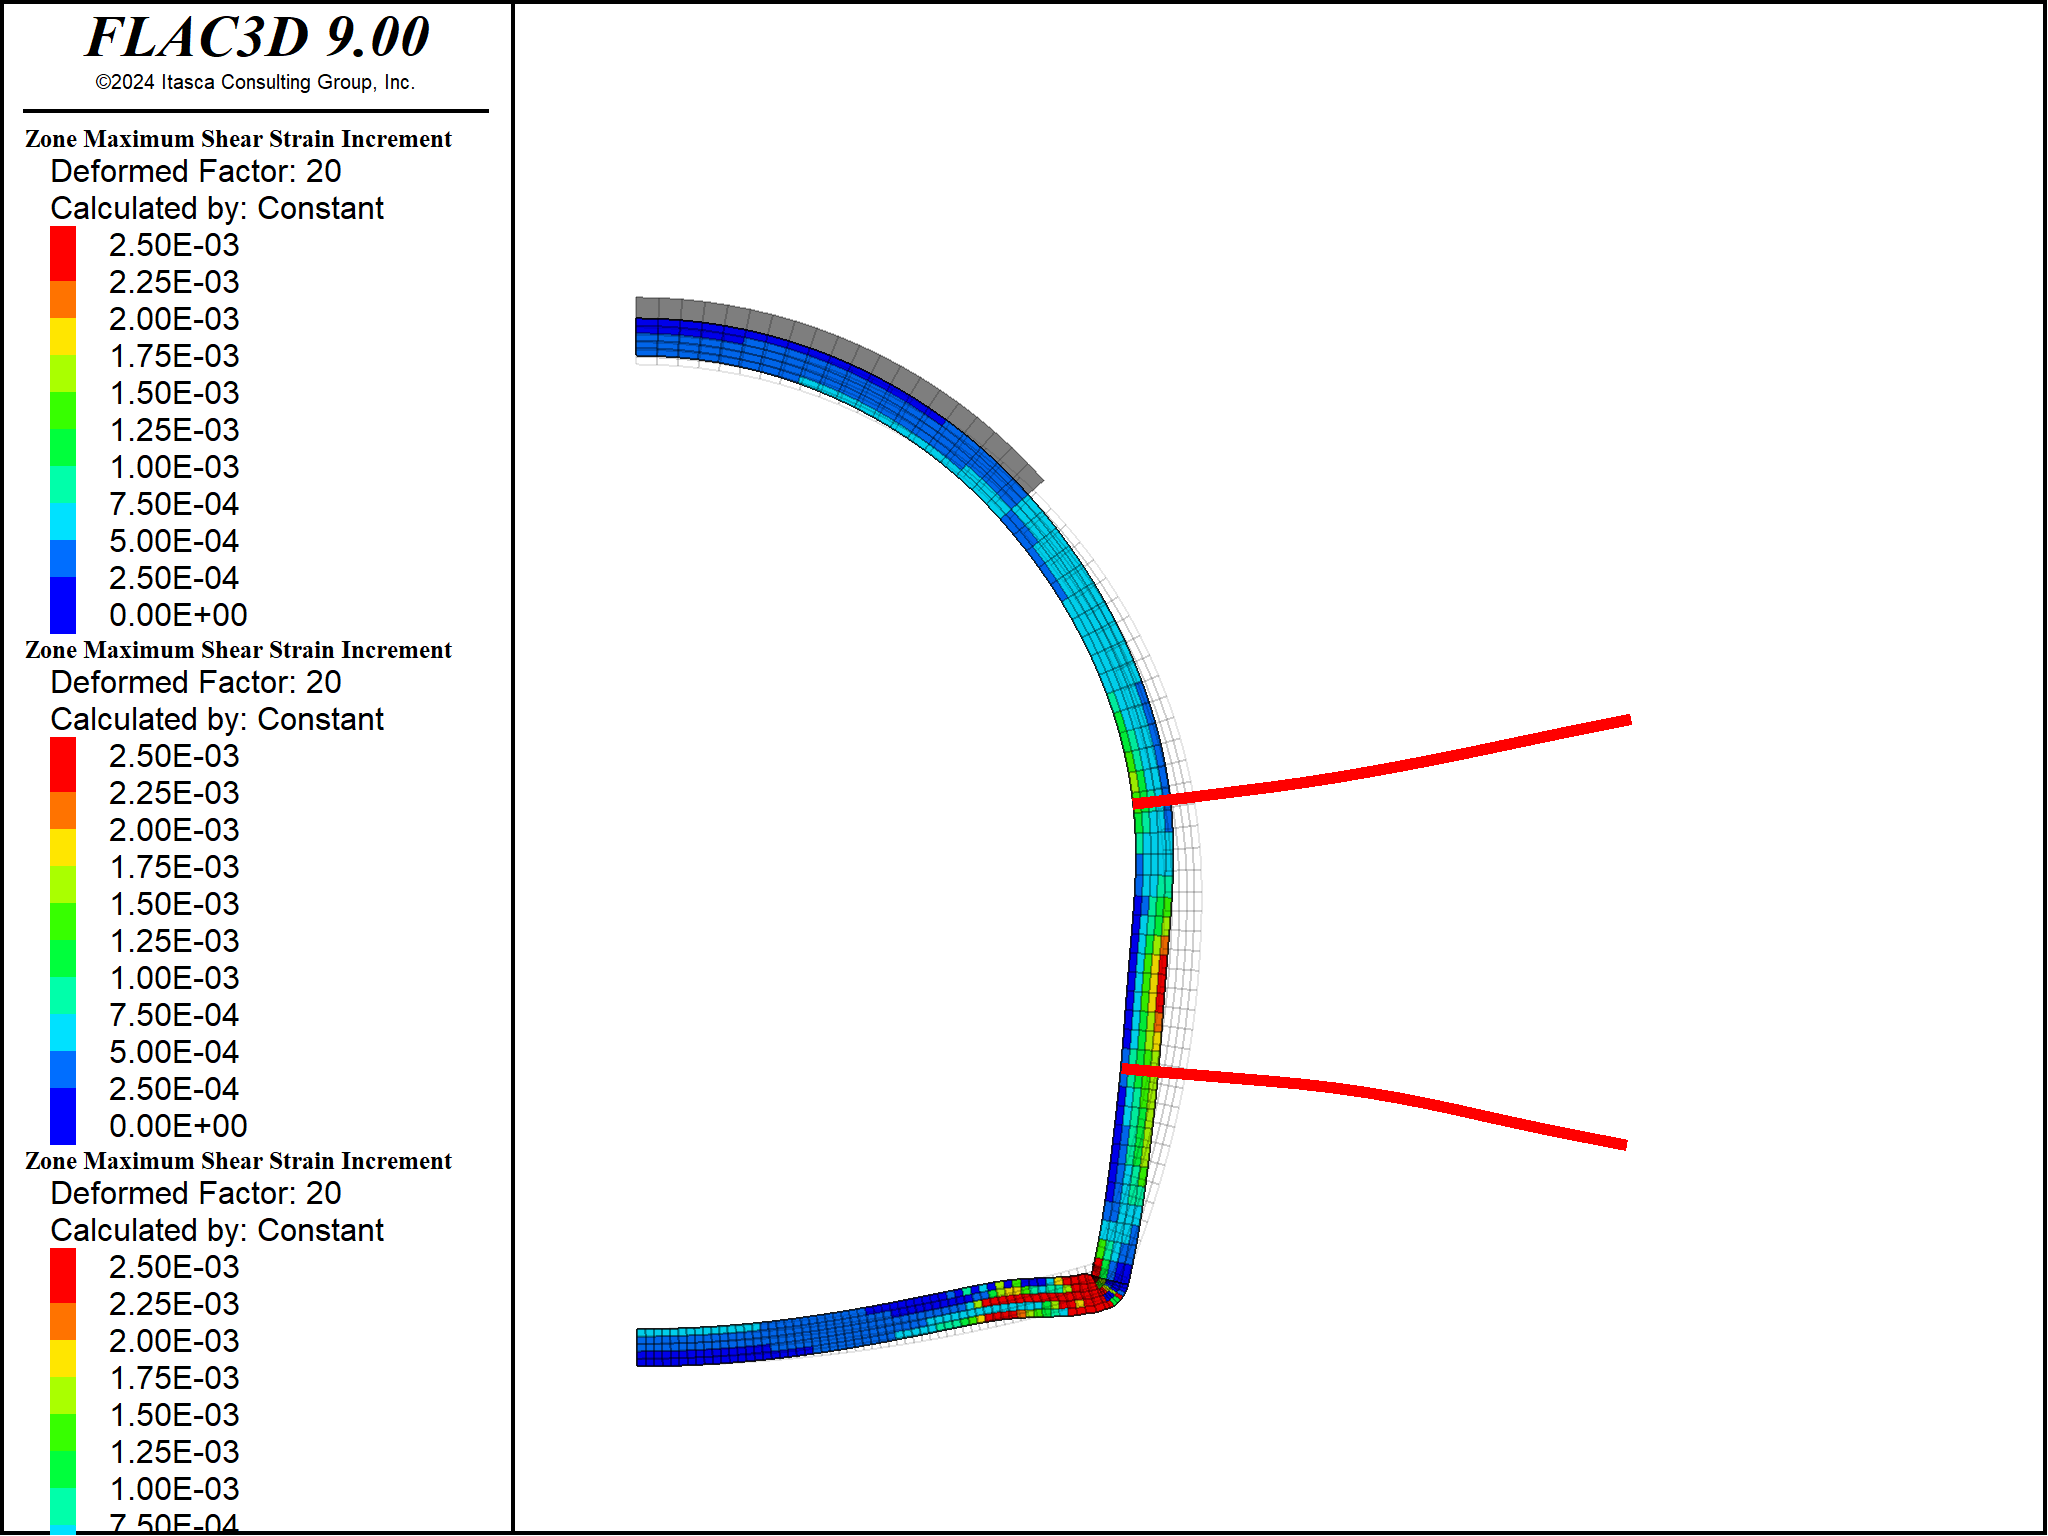 FLAC3D 9.00
©2024 Itasca Consulting Group, Inc.
Zone Maximum Shear Strain Increment
Deformed Factor: 20
Calculated by: Constant
2.50E-03
2.25E-03
2.00E-03
1.75E-03
1.50E-03
1.25E-03
1.00E-03
7.50E-04
5.00E-04
2.50E-04
0.00E+00
Zone Maximum Shear Strain Increment
Deformed Factor: 20
Calculated by: Constant
2.50E-03
2.25E-03
2.00E-03
1.75E-03
1.50E-03
1.25E-03
1.00E-03
7.50E-04
5.00E-04
2.50E-04
0.00E+00
Zone Maximum Shear Strain Increment
Deformed Factor: 20
Calculated by: Constant
2.50E-03
2.25E-03
2.00E-03
1.75E-03
1.50E-03
1.25E-03
1.00E-03
7.50E-04